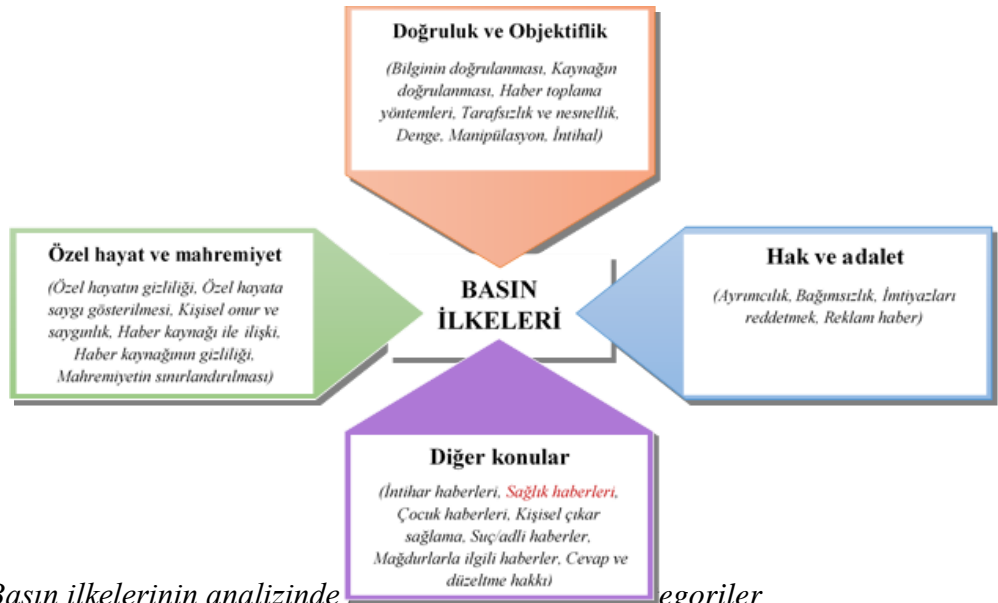 Doğruluk ve Objektiflik
(Bilginin doğrulanması, Kaynağın
doğrulanması, Haber toplama
yöntemleri, Tarafsızlık ve nesnellik,
Denge, Manipülasyon, İntihal)
Özel hayat ve mahremiyet
(Özel hayatın gizliliği, Özel hayata
saygı gösterilmesi, Kişisel onur ve
saygınlık, Haber kaynağı ile ilişki,
Haber kaynağının gizliliği,
Mahremiyetin sınırlandırılması)
BASIN
İLKELERİ
Hak ve adalet
(Ayrımcılık, Bağımsızlık, İmtiyazları
reddetmek, Reklam haber)
Diğer konular
(İntihar haberleri, Sağlık haberleri,
Çocuk haberleri, Kişisel çıkar
sağlama, Suç/adli haberler,
Mağdurlarla ilgili haberler, Cevap ve
düzeltme hakkı)
ilkelerinin analizinde